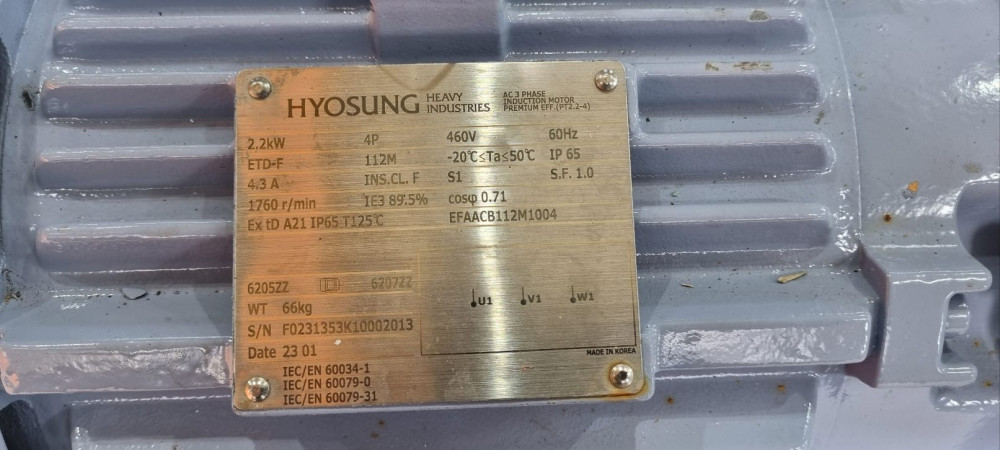 HYOSUNG HEAVY INDUSTRIES
AC 3 PHASE
INDUCTION MOTOR
PREMIUM EFF.(PT2.2-4)
2.2kW 4P 460V 60Hz
ETD-F 112M -20℃≤Ta≤50℃ IP 65
4.3 A INS.CL. F S1 S.F. 1.0
1760 r/min IE3 89.5% cosφ 0.71
Ex tD A21 IP65 T125℃ EFAACB112M1004
6205ZZ 6207ZZ
WT 66kg
U1 V1 W1
S/N F0231353K10002013
Date 23 01
MADE IN KOREA
IEC/EN 60034-1
IEC/EN 60079-0
IEC/EN 60079-31